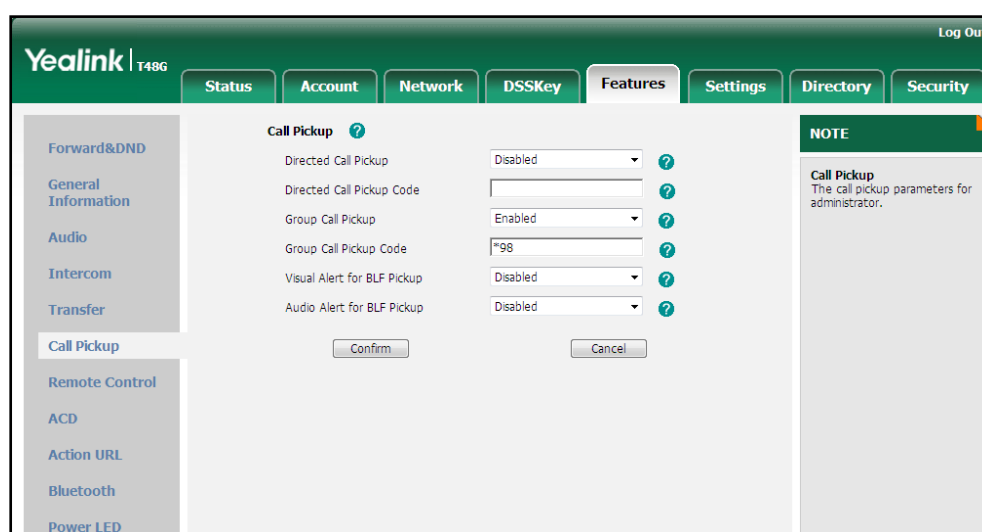 Log Ou
Yealink T48G
Status Account Network DSSKey Features Settings Directory Security
Forward&DND
General
Information
Audio
Intercom
Transfer
Call Pickup
Remote Control
ACD
Action URL
Bluetooth
Power LED
Call Pickup ?
Directed Call Pickup Disabled ?
Directed Call Pickup Code ?
Group Call Pickup Enabled ?
Group Call Pickup Code *98 ?
Visual Alert for BLF Pickup Disabled ?
Audio Alert for BLF Pickup Disabled ?
Confirm Cancel
NOTE
Call Pickup
The call pickup parameters for
administrator.